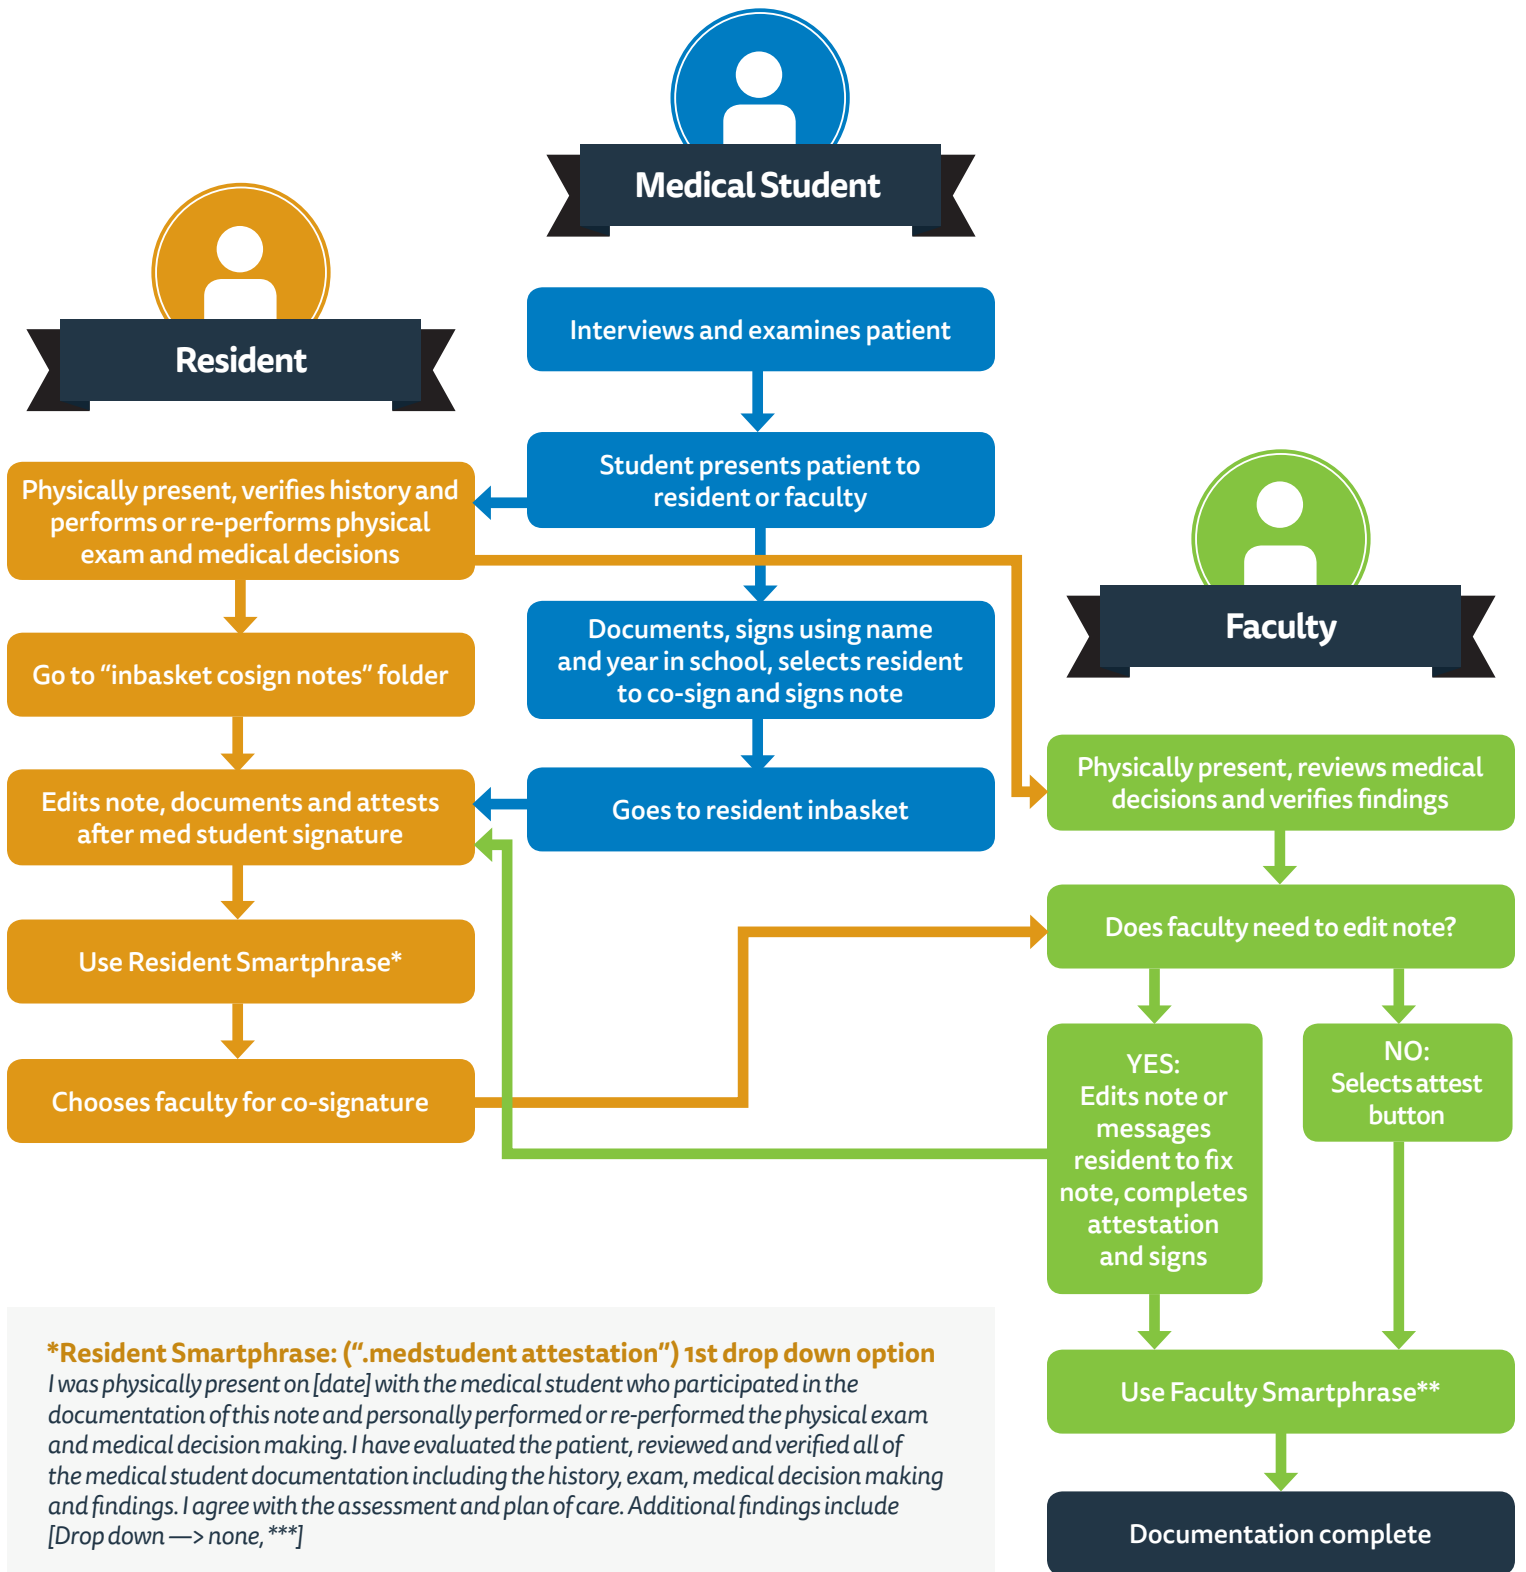 Medical Student
Interviews and examines patient
Student presents patient to
resident or faculty
Documents, signs using name
and year in school, selects resident
to co-sign and signs note
Goes to resident inbasket
Resident
Physically present, verifies history and
performs or re-performs physical
exam and medical decisions
Go to “inbasket cosign notes” folder
Edits note, documents and attests
after med student signature
Use Resident Smartphrase*
Chooses faculty for co-signature
Faculty
Physically present, reviews medical
decisions and verifies findings
Does faculty need to edit note?
YES:
Edits note or
messages
resident to fix
note, completes
attestation
and signs
NO:
Selects attest
button
Use Faculty Smartphrase**
Documentation complete
*Resident Smartphrase: (“.medstudent attestation”) 1st drop down option
I was physically present on [date] with the medical student who participated in the
documentation of this note and personally performed or re-performed the physical exam
and medical decision making. I have evaluated the patient, reviewed and verified all of
the medical student documentation including the history, exam, medical decision making
and findings. I agree with the assessment and plan of care. Additional findings include
[Drop down —> none, ***]